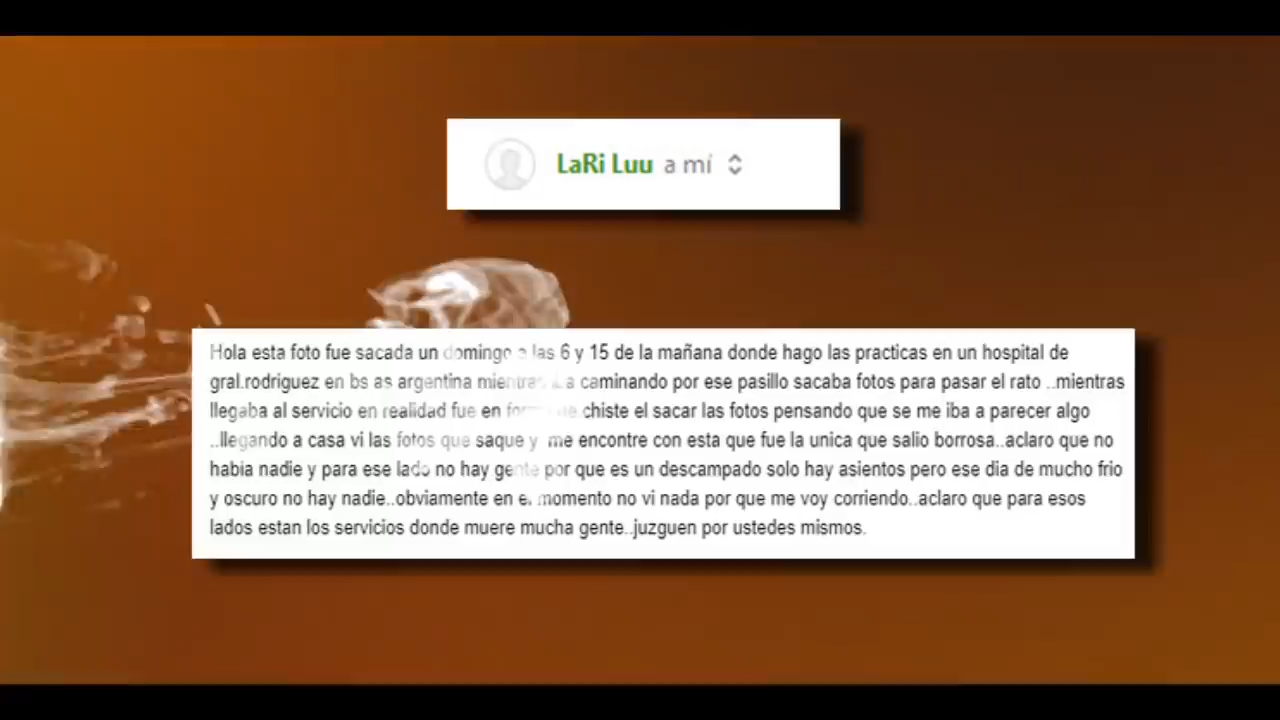 LaRi Luu a mí
Hola esta foto fue sacada un domingo a las 6 y 15 de la mañana donde hago las practicas en un hospital de
gral.rodriguez en bs as argentina mientras caminando por ese pasillo sacaba fotos para pasar el rato ..mientras
llegaba al servicio en realidad fue en forma de chiste el sacar las fotos pensando que se me iba a parecer algo
..llegando a casa vi las fotos que saque y me encontre con esta que fue la unica que salio borrosa..aclaro que no
habia nadie y para ese lado no hay gente por que es un descampado solo hay asientos pero ese dia de mucho frio
y oscuro no hay nadie..obviamente en el momento no vi nada por que me voy corriendo..aclaro que para esos
lados estan los servicios donde muere mucha gente..juzguen por ustedes mismos.